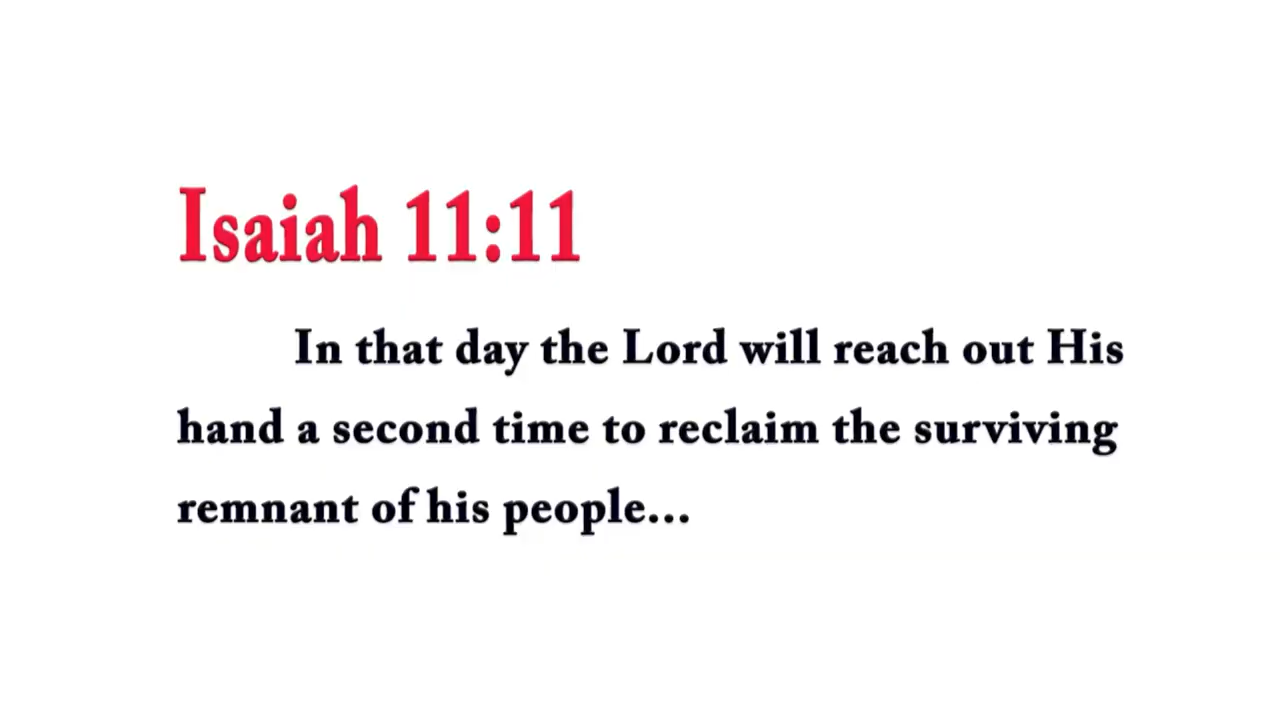 Isaiah 11:11
In that day the Lord will reach out His
hand a second time to reclaim the surviving
remnant of his people...